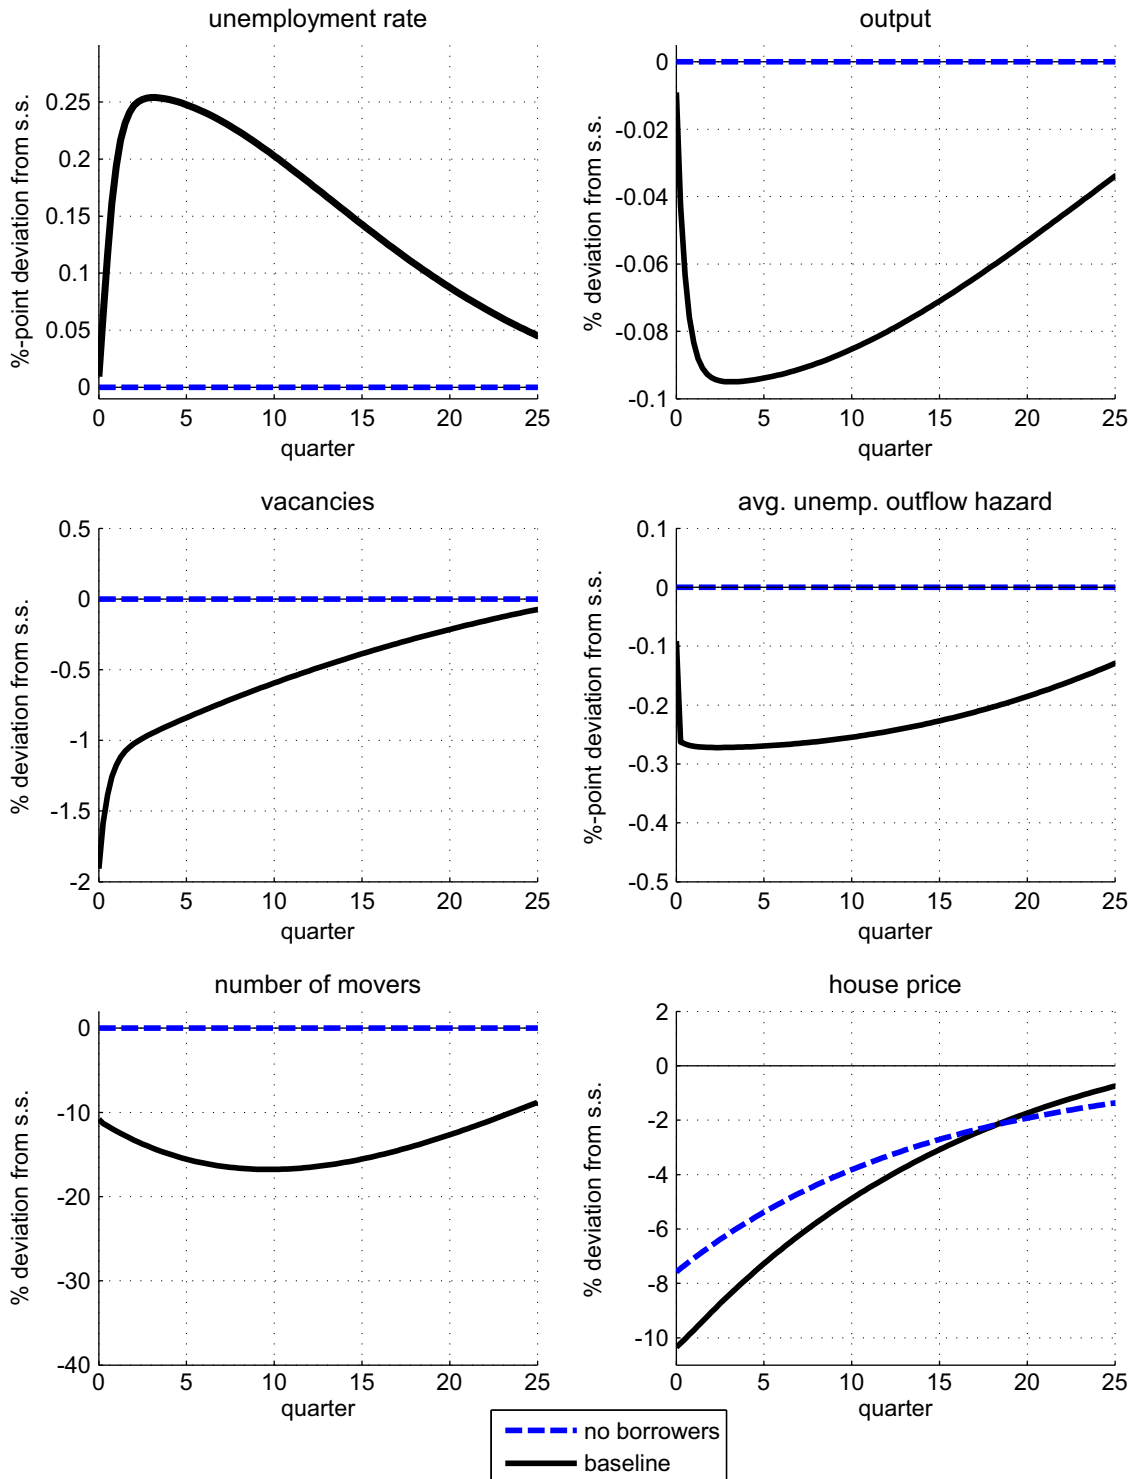 unemployment rate
%-point deviation from s.s.
0.25
0.2
0.15
0.1
0.05
0
0 5 10 15 20 25
quarter
output
% deviation from s.s.
0
-0.02
-0.04
-0.06
-0.08
-0.1
0 5 10 15 20 25
quarter
vacancies
% deviation from s.s.
0.5
0
-0.5
-1
-1.5
-2
0 5 10 15 20 25
quarter
avg. unemp. outflow hazard
%-point deviation from s.s.
0.1
0
-0.1
-0.2
-0.3
-0.4
-0.5
0 5 10 15 20 25
quarter
number of movers
% deviation from s.s.
0
-10
-20
-30
-40
0 5 10 15 20 25
quarter
house price
% deviation from s.s.
2
0
-2
-4
-6
-8
-10
0 5 10 15 20 25
quarter
no borrowers
baseline